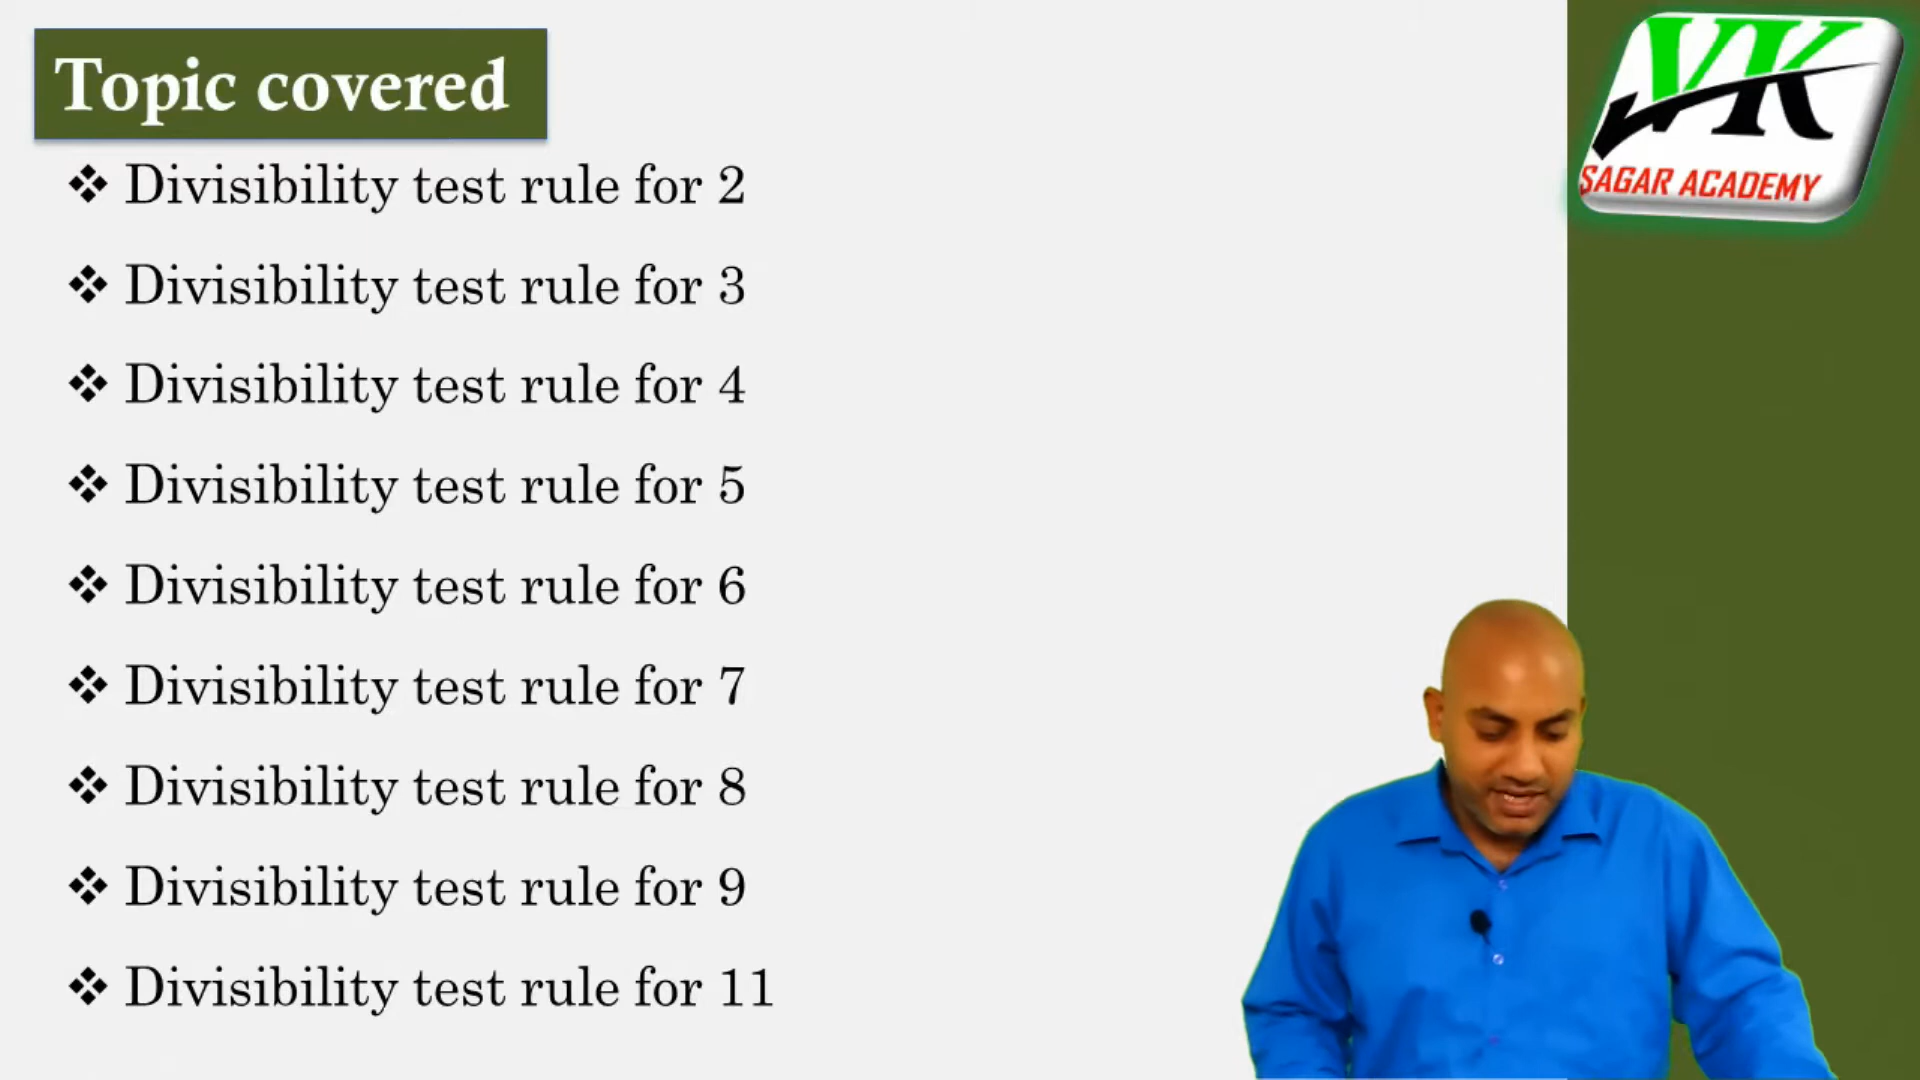 Topic covered
❖ Divisibility test rule for 2
❖ Divisibility test rule for 3
❖ Divisibility test rule for 4
❖ Divisibility test rule for 5
❖ Divisibility test rule for 6
❖ Divisibility test rule for 7
❖ Divisibility test rule for 8
❖ Divisibility test rule for 9
❖ Divisibility test rule for 11
VK
SAGAR ACADEMY